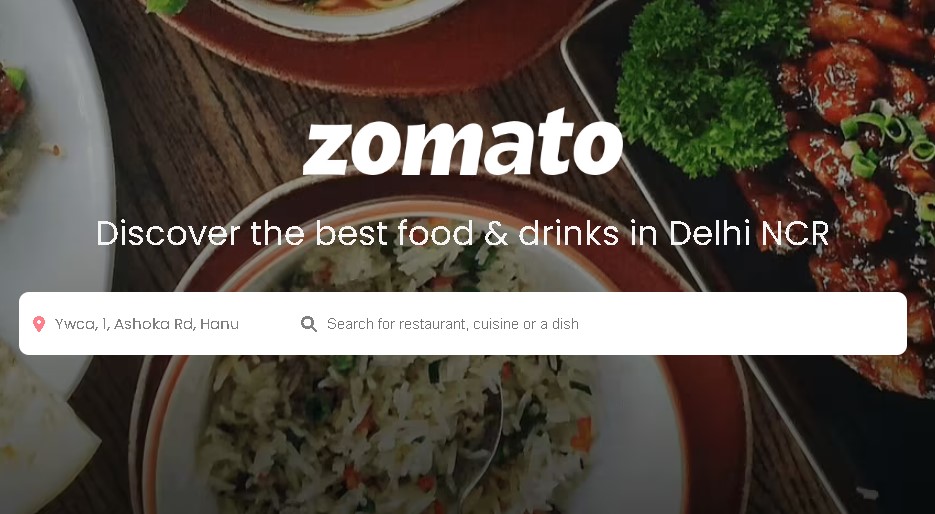 zomato
Discover the best food & drinks in Delhi NCR
Ywca, 1, Ashoka Rd, Hanu
Search for restaurant, cuisine or a dish